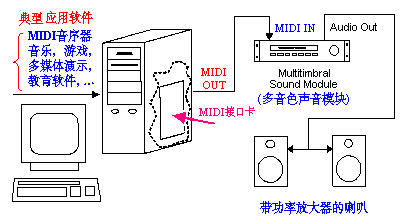 典型应用软件
MIDI音序器
音乐，游戏，
多媒体演示，
教育软件，...
MIDI
OUT
MIDI接口卡
MIDI IN
Audio Out
Multitimbral
Sound Module
(多音色声音模块)
带功率放大器的喇叭